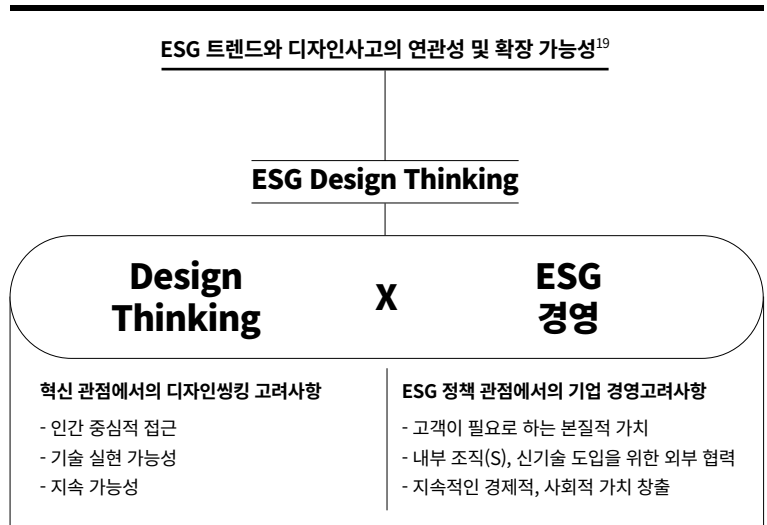 ESG 트렌드와 디자인사고의 연관성 및 확장 가능성19
ESG Design Thinking
Design
Thinking
X
ESG
경영
혁신 관점에서의 디자인씽킹 고려사항
- 인간 중심적 접근
- 기술 실현 가능성
- 지속 가능성
ESG 정책 관점에서의 기업 경영고려사항
- 고객이 필요로 하는 본질적 가치
- 내부 조직(S), 신기술 도입을 위한 외부 협력
- 지속적인 경제적, 사회적 가치 창출